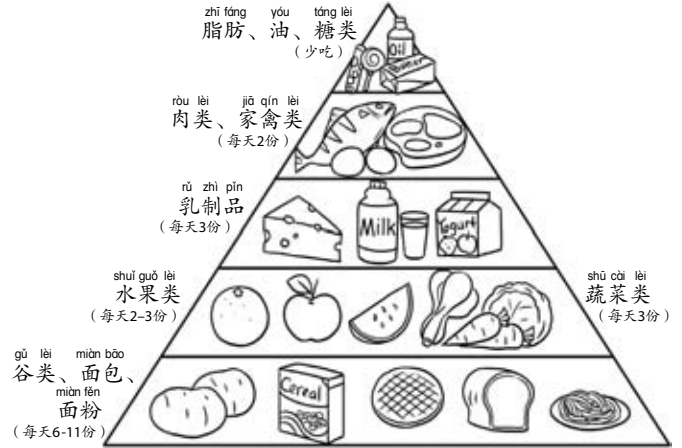 zhī fáng yóu táng lèi
脂肪、油、糖类
（少吃）
Oil
Butter
ròu lèi jiā qín lèi
肉类、家禽类
（每天2份）
rǔ zhì pǐn
乳制品
（每天3份）
Milk
Yogurt
shuǐ guǒ lèi
水果类
（每天2–3份）
shū cài lèi
蔬菜类
（每天3份）
gǔ lèi miàn bāo
谷类、面包、
miàn fěn
面粉
（每天6-11份）
Cereal